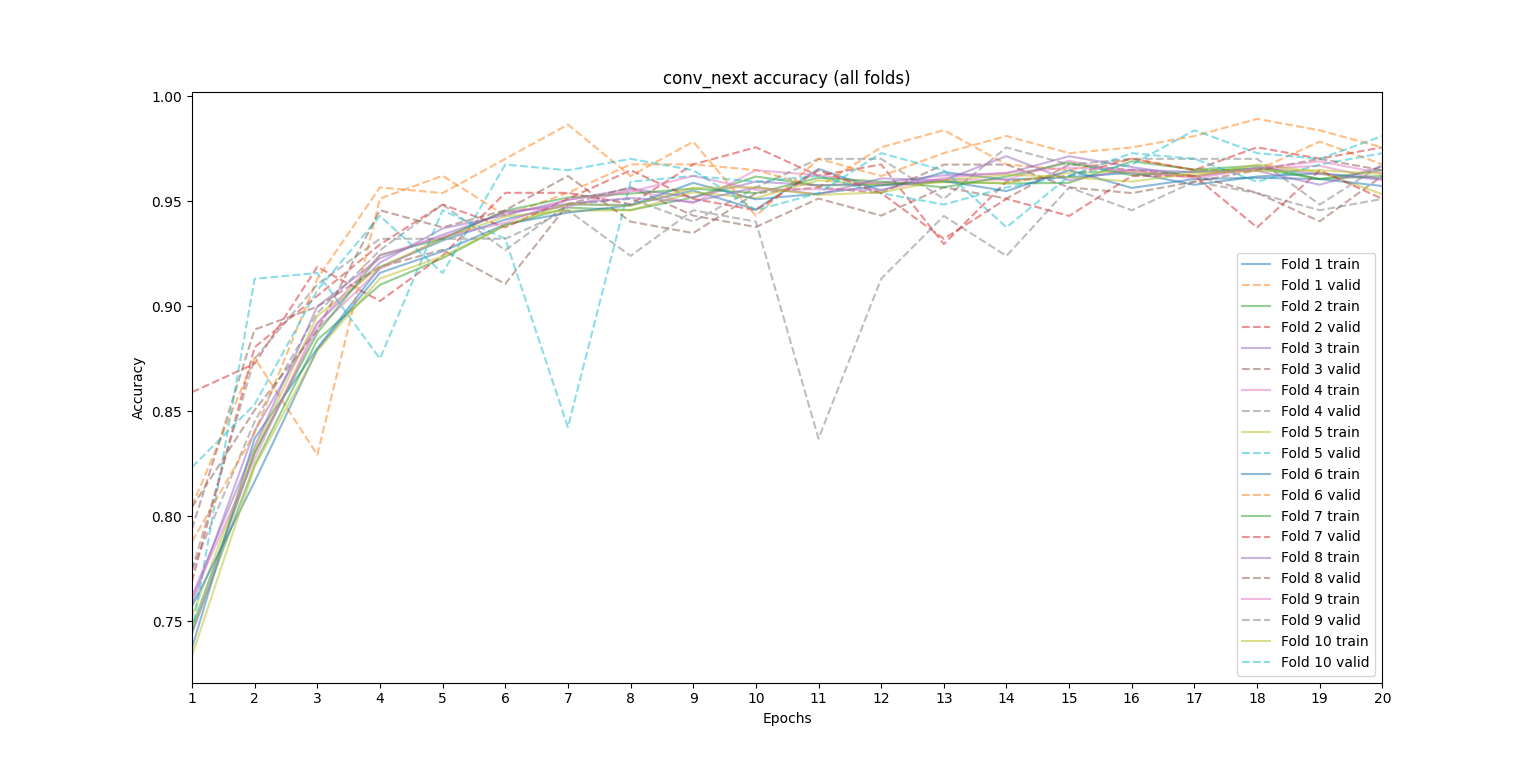 conv_next accuracy (all folds)
1.00
0.95
0.90
0.85
0.80
0.75
Accuracy
1 2 3 4 5 6 7 8 9 10 11 12 13 14 15 16 17 18 19 20
Epochs
Fold 1 train
Fold 1 valid
Fold 2 train
Fold 2 valid
Fold 3 train
Fold 3 valid
Fold 4 train
Fold 4 valid
Fold 5 train
Fold 5 valid
Fold 6 train
Fold 6 valid
Fold 7 train
Fold 7 valid
Fold 8 train
Fold 8 valid
Fold 9 train
Fold 9 valid
Fold 10 train
Fold 10 valid